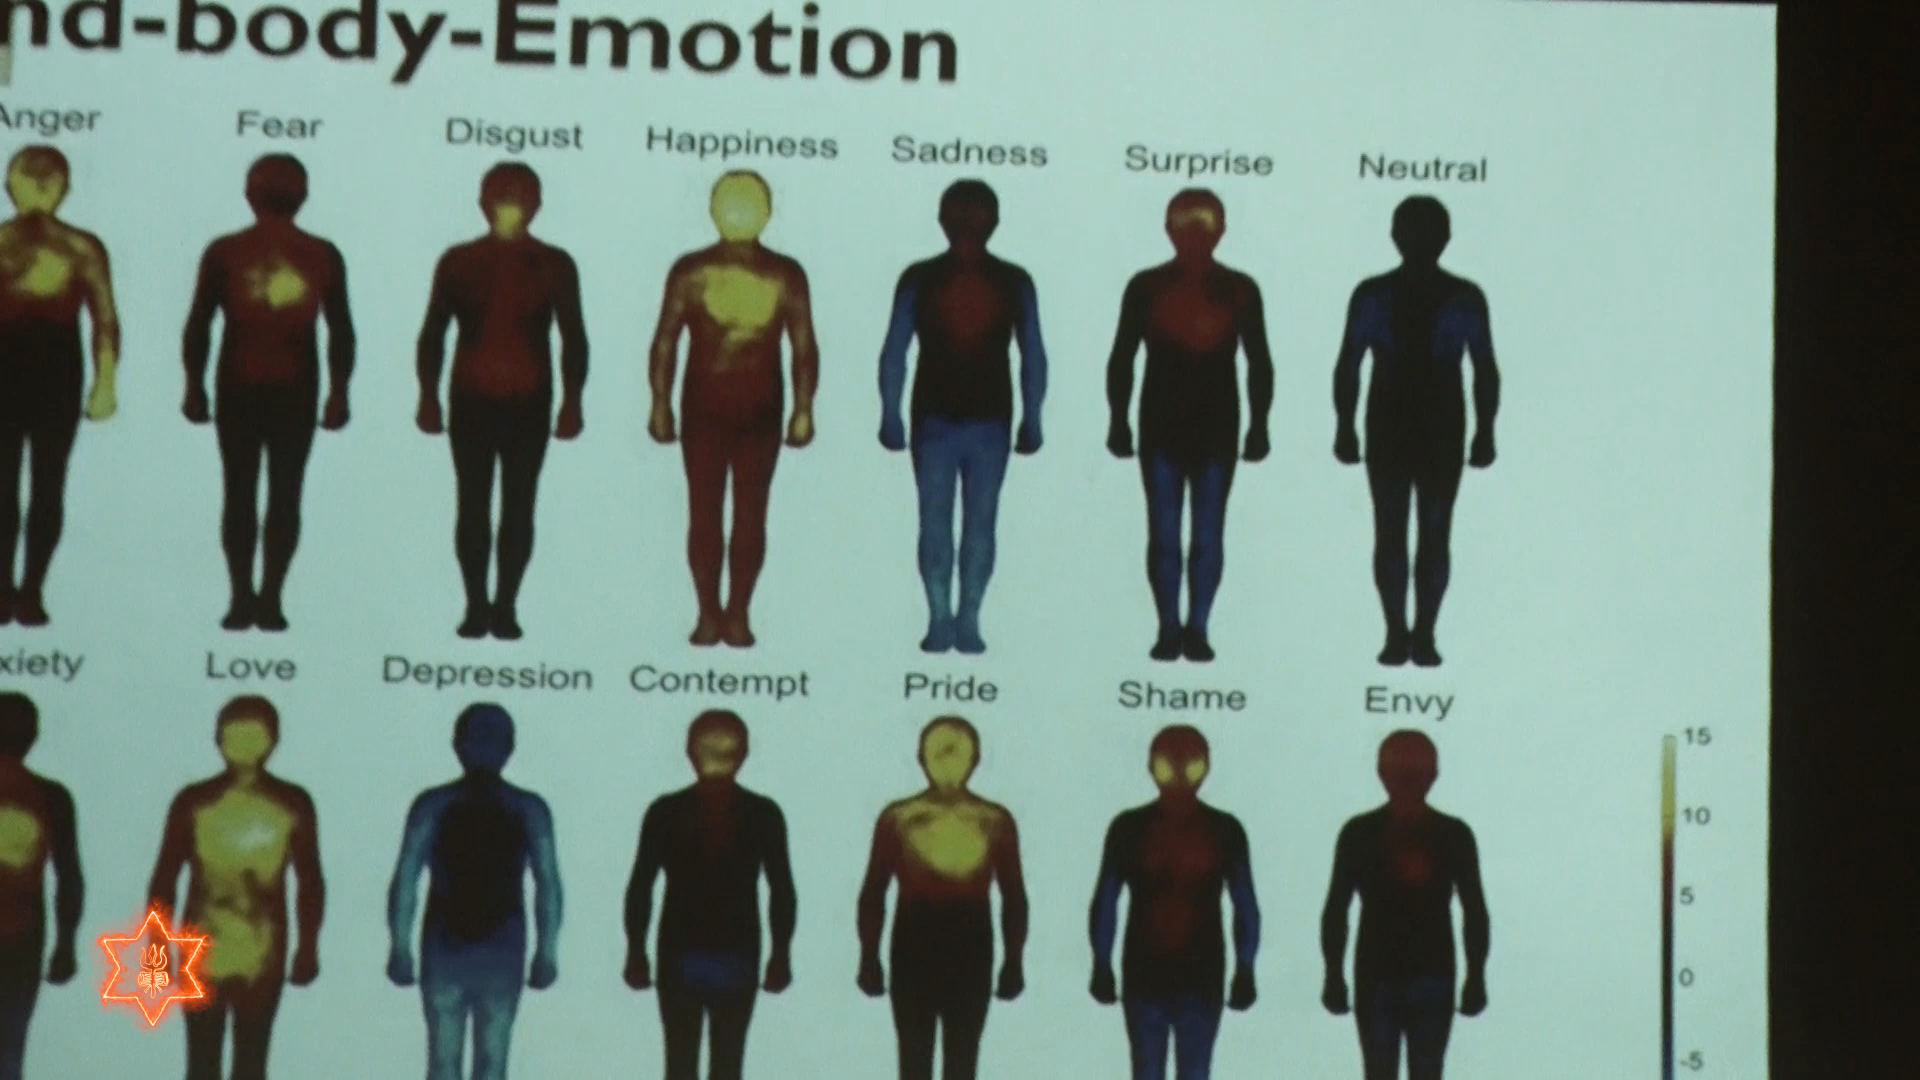 nd-body-Emotion
Anger Fear Disgust Happiness Sadness Surprise Neutral
xiety Love Depression Contempt Pride Shame Envy
15
10
5
0
-5